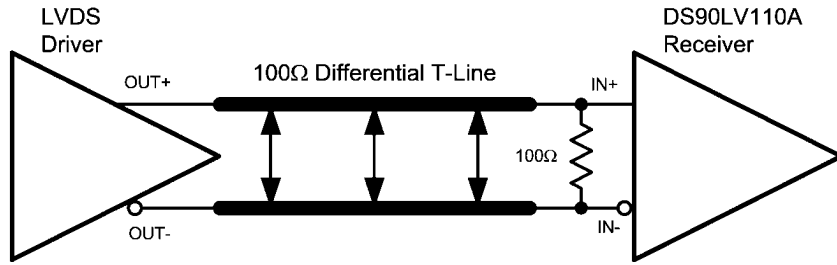 LVDS
Driver
DS90LV110A
Receiver
OUT+
100Ω Differential T-Line
IN+
100Ω
OUT-
IN-